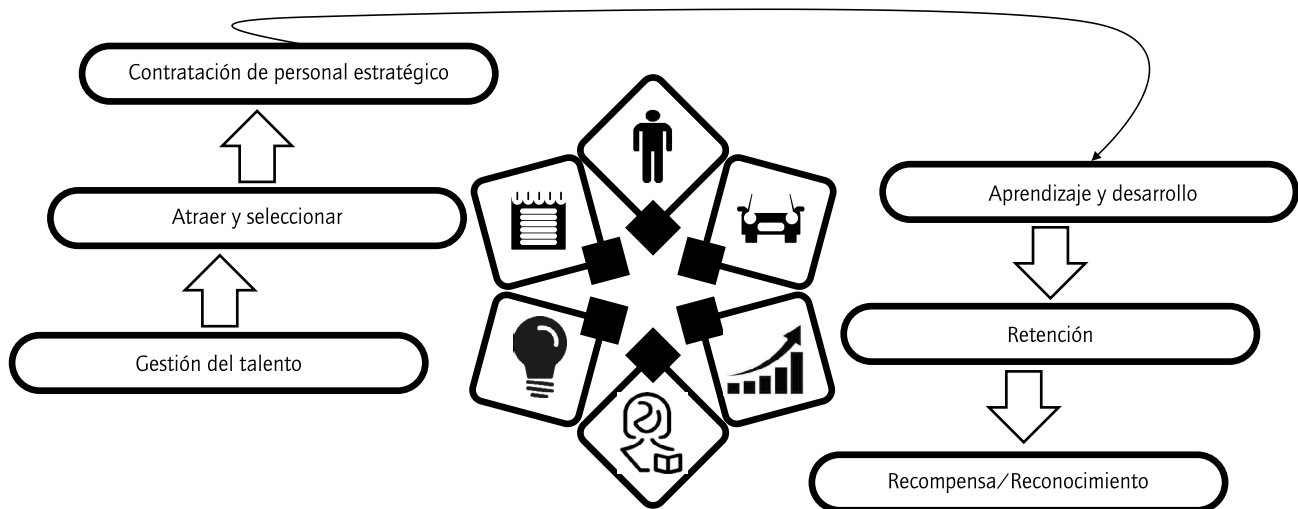 Contratación de personal estratégico
Atraer y seleccionar
Gestión del talento
Aprendizaje y desarrollo
Retención
Recompensa/Reconocimiento